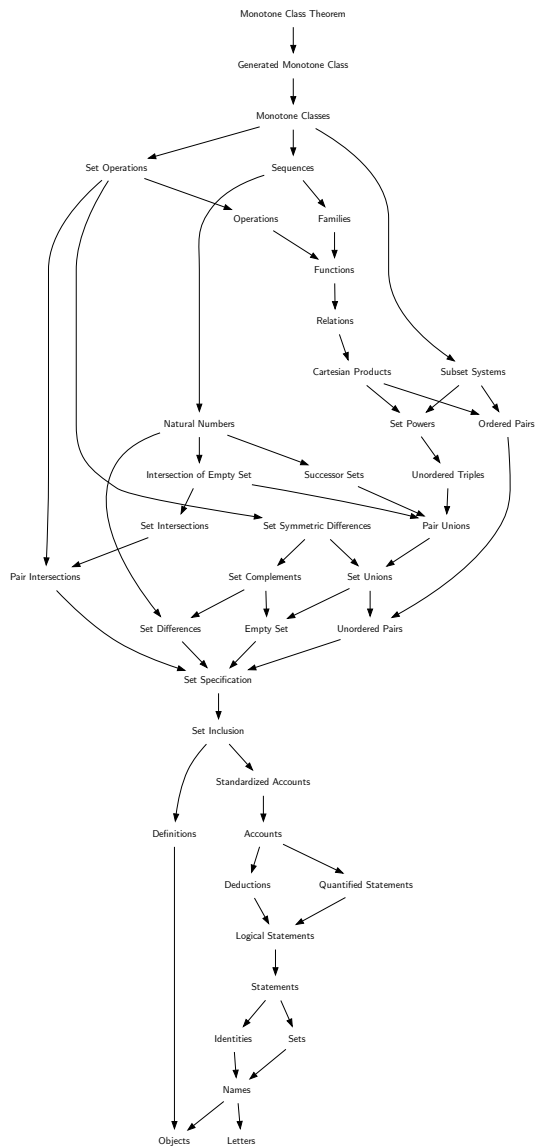 Monotone Class Theorem
Generated Monotone Class
Monotone Classes
Set Operations
Sequences
Operations
Families
Functions
Relations
Cartesian Products
Subset Systems
Natural Numbers
Set Powers
Ordered Pairs
Intersection of Empty Set
Successor Sets
Unordered Triples
Set Intersections
Set Symmetric Differences
Pair Unions
Pair Intersections
Set Complements
Set Unions
Set Differences
Empty Set
Unordered Pairs
Set Specification
Set Inclusion
Standardized Accounts
Definitions
Accounts
Deductions
Quantified Statements
Logical Statements
Statements
Identities
Sets
Names
Objects
Letters